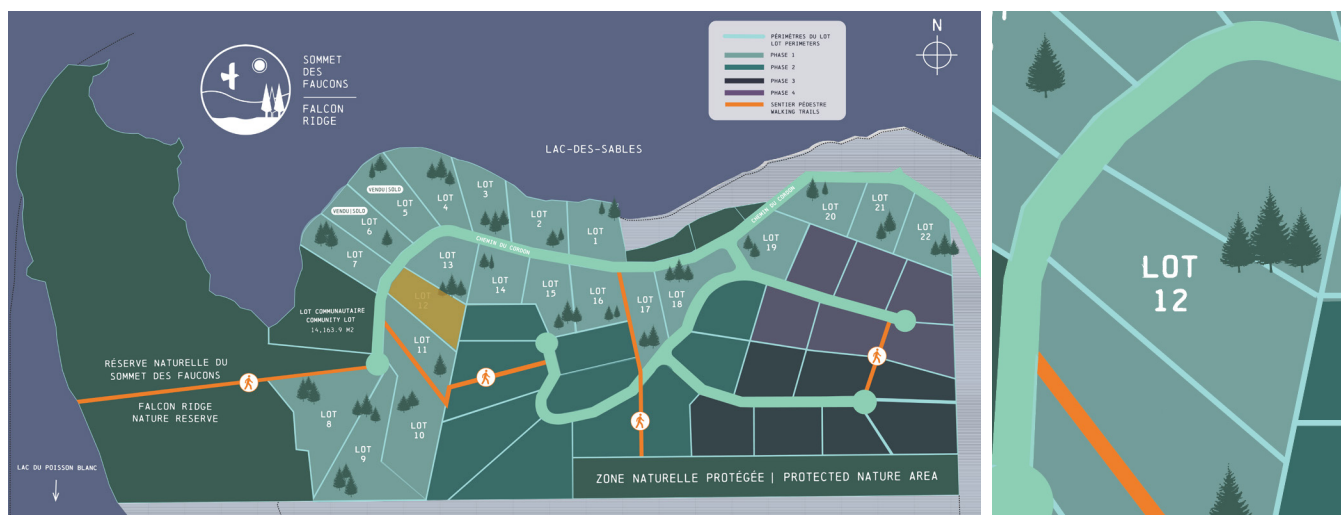 SOMMET
DES
FAUCONS
FALCON
RIDGE
PÉRIMÈTRES DU LOT
LOT PERIMETERS
PHASE 1
PHASE 2
PHASE 3
PHASE 4
SENTIER PÉDESTRE
WALKING TRAILS
N
LAC-DES-SABLES
VENDU|SOLD
VENDU|SOLD
LOT
1
LOT
2
LOT
3
LOT
4
LOT
5
LOT
6
LOT
7
CHEMIN DU CORDON
CHEMIN DU CORDON
LOT
13
LOT
14
LOT
15
LOT
16
LOT
17
LOT
18
LOT
19
LOT
20
LOT
21
LOT
22
LOT
12
LOT
11
LOT COMMUNAUTAIRE
COMMUNITY LOT
14,163.9 M2
RÉSERVE NATURELLE DU
SOMMET DES FAUCONS
FALCON RIDGE
NATURE RESERVE
LOT
8
LOT
9
LOT
10
LAC DU POISSON BLANC
ZONE NATURELLE PROTÉGÉE | PROTECTED NATURE AREA
LOT
12